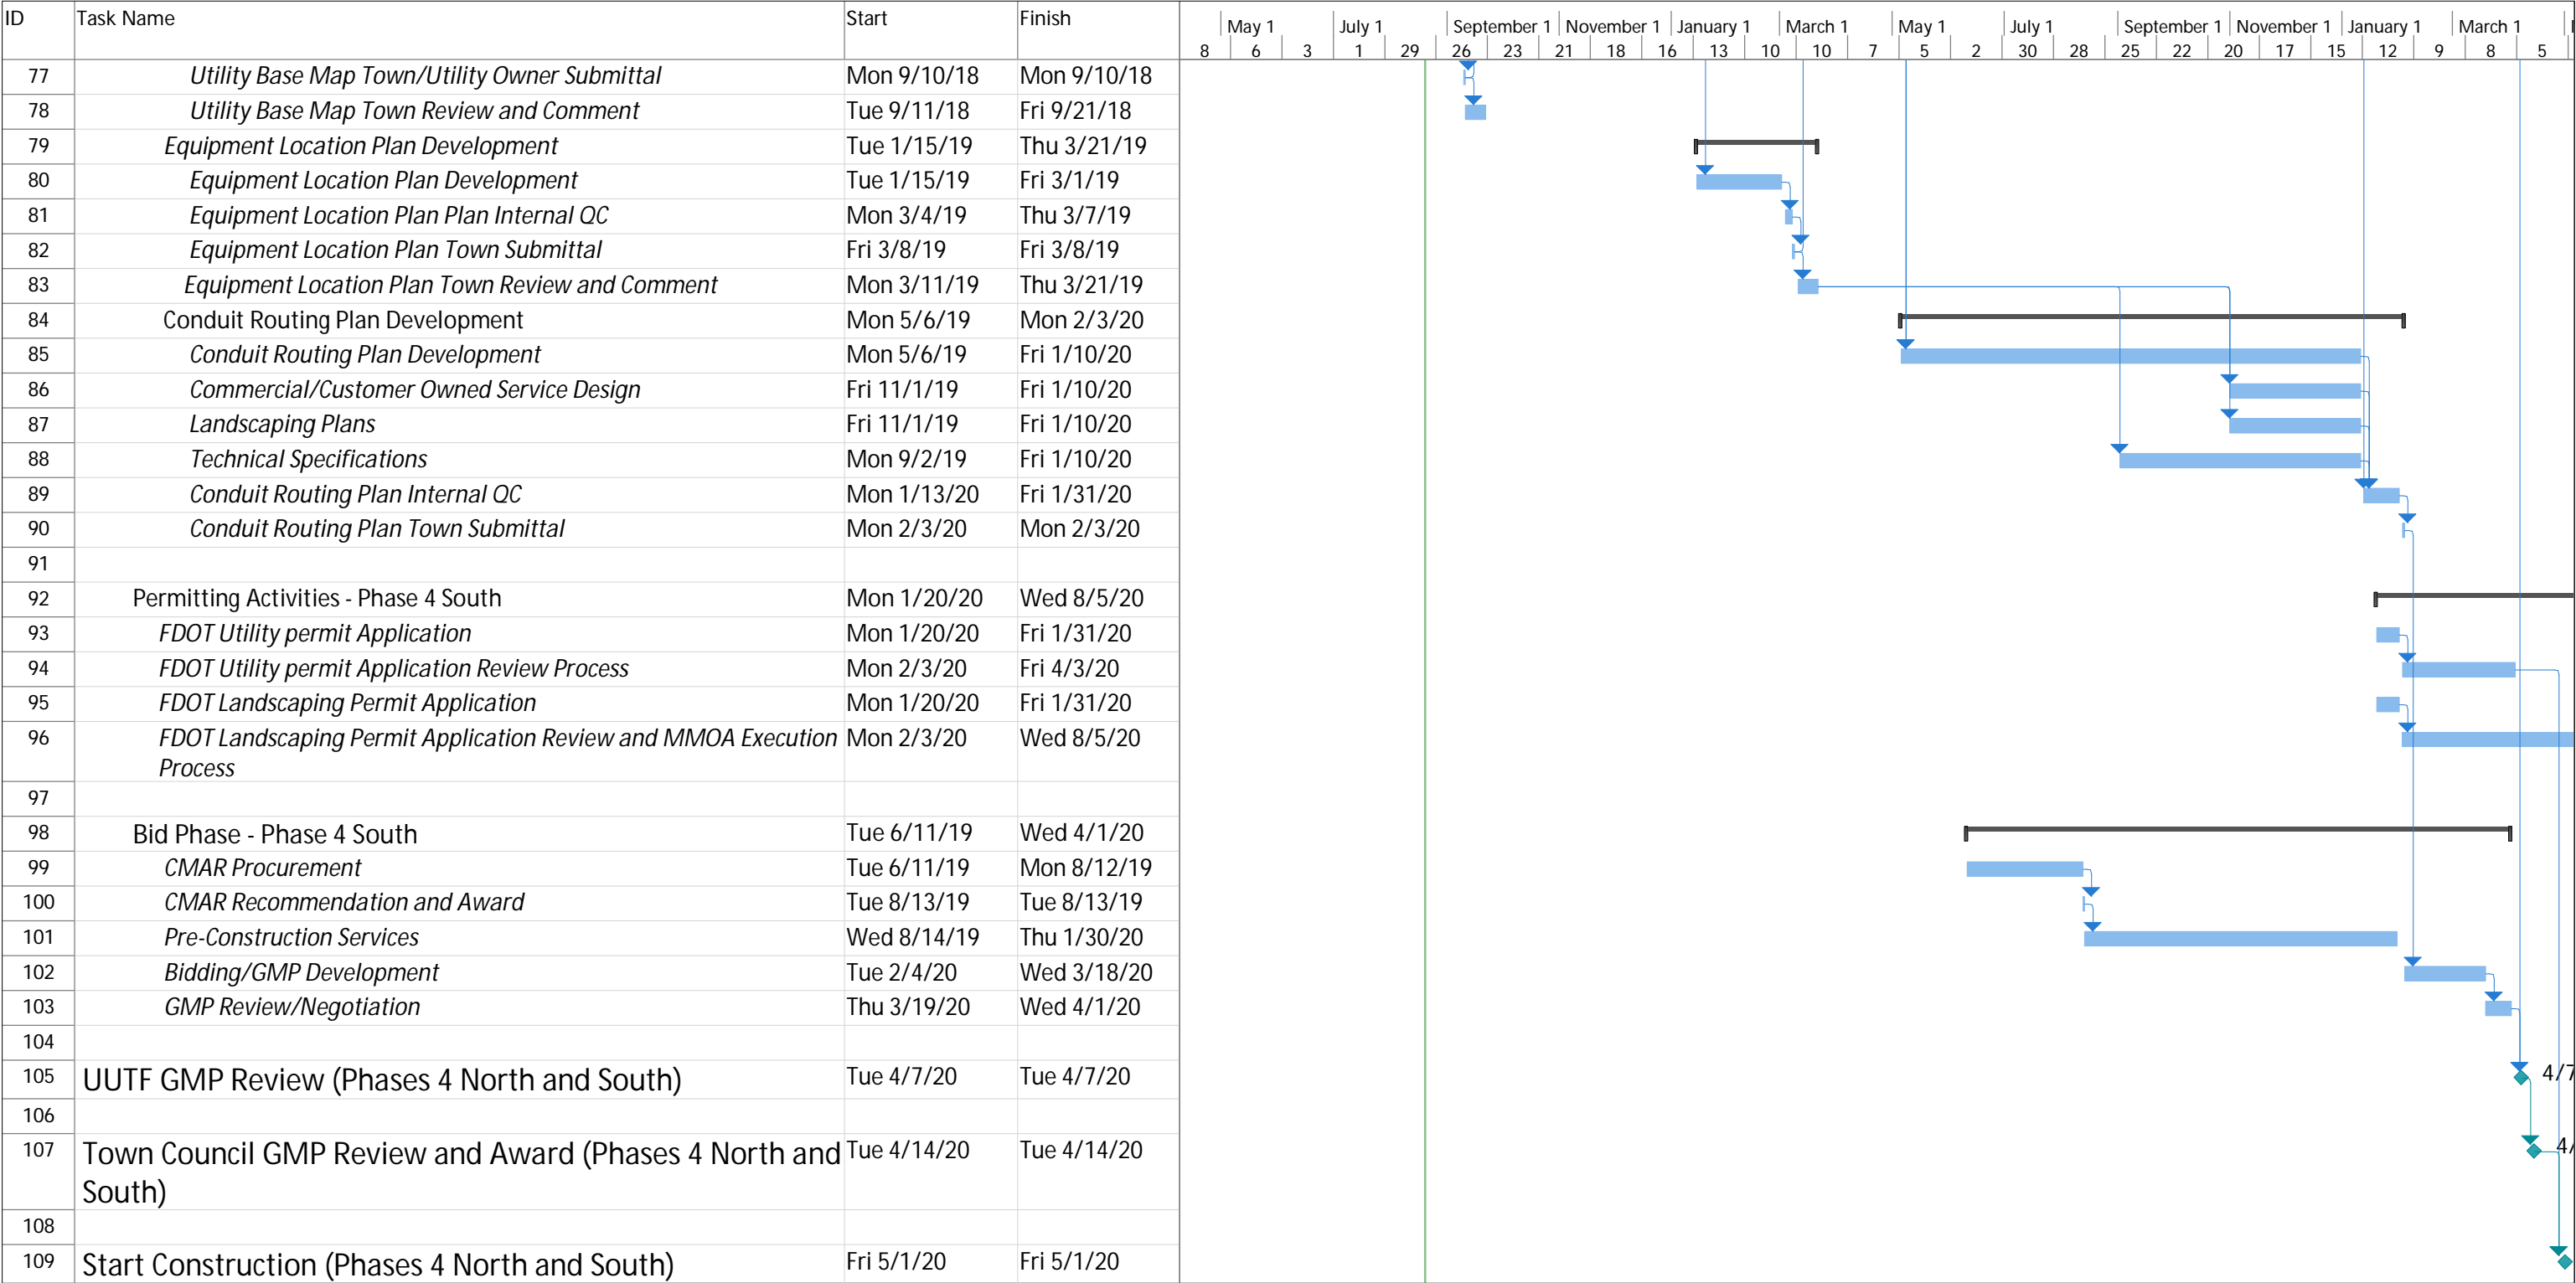 ID Task Name Start Finish
May 1 July 1 September 1 November 1 January 1 March 1 May 1 July 1 September 1 November 1 January 1 March 1
8 6 3 1 29 26 23 21 18 16 13 10 10 7 5 2 30 28 25 22 20 17 15 12 9 8 5
77 Utility Base Map Town/Utility Owner Submittal Mon 9/10/18 Mon 9/10/18
78 Utility Base Map Town Review and Comment Tue 9/11/18 Fri 9/21/18
79 Equipment Location Plan Development Tue 1/15/19 Thu 3/21/19
80 Equipment Location Plan Development Tue 1/15/19 Fri 3/1/19
81 Equipment Location Plan Plan Internal QC Mon 3/4/19 Thu 3/7/19
82 Equipment Location Plan Town Submittal Fri 3/8/19 Fri 3/8/19
83 Equipment Location Plan Town Review and Comment Mon 3/11/19 Thu 3/21/19
84 Conduit Routing Plan Development Mon 5/6/19 Mon 2/3/20
85 Conduit Routing Plan Development Mon 5/6/19 Fri 1/10/20
86 Commercial/Customer Owned Service Design Fri 11/1/19 Fri 1/10/20
87 Landscaping Plans Fri 11/1/19 Fri 1/10/20
88 Technical Specifications Mon 9/2/19 Fri 1/10/20
89 Conduit Routing Plan Internal QC Mon 1/13/20 Fri 1/31/20
90 Conduit Routing Plan Town Submittal Mon 2/3/20 Mon 2/3/20
91
92 Permitting Activities - Phase 4 South Mon 1/20/20 Wed 8/5/20
93 FDOT Utility permit Application Mon 1/20/20 Fri 1/31/20
94 FDOT Utility permit Application Review Process Mon 2/3/20 Fri 4/3/20
95 FDOT Landscaping Permit Application Mon 1/20/20 Fri 1/31/20
96 FDOT Landscaping Permit Application Review and MMOA Execution Mon 2/3/20 Wed 8/5/20
Process
97
98 Bid Phase - Phase 4 South Tue 6/11/19 Wed 4/1/20
99 CMAR Procurement Tue 6/11/19 Mon 8/12/19
100 CMAR Recommendation and Award Tue 8/13/19 Tue 8/13/19
101 Pre-Construction Services Wed 8/14/19 Thu 1/30/20
102 Bidding/GMP Development Tue 2/4/20 Wed 3/18/20
103 GMP Review/Negotiation Thu 3/19/20 Wed 4/1/20
104
105 UUTF GMP Review (Phases 4 North and South) Tue 4/7/20 Tue 4/7/20 4/7
106
107 Town Council GMP Review and Award (Phases 4 North and Tue 4/14/20 Tue 4/14/20 4/
South)
108
109 Start Construction (Phases 4 North and South) Fri 5/1/20 Fri 5/1/20